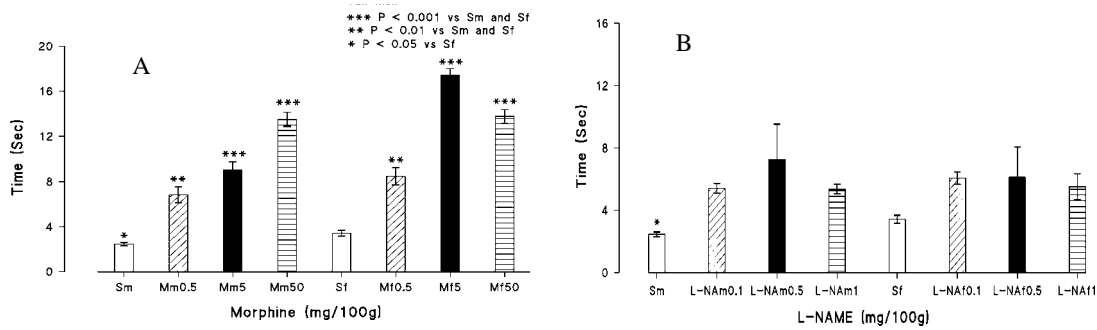 *** P < 0.001 vs Sm and Sf
** P < 0.01 vs Sm and Sf
* P < 0.05 vs Sf
A
20
16
12
8
4
0
Time (Sec)
*
**
***
***
**
***
***
Sm Mm0.5 Mm5 Mm50 Sf Mf0.5 Mf5 Mf50
Morphine (mg/100g)
B
16
12
8
4
0
Time (Sec)
*
Sm L-NAm0.1 L-NAm0.5 L-NAm1 Sf L-NAf0.1 L-NAf0.5 L-NAf1
L-NAME (mg/100g)